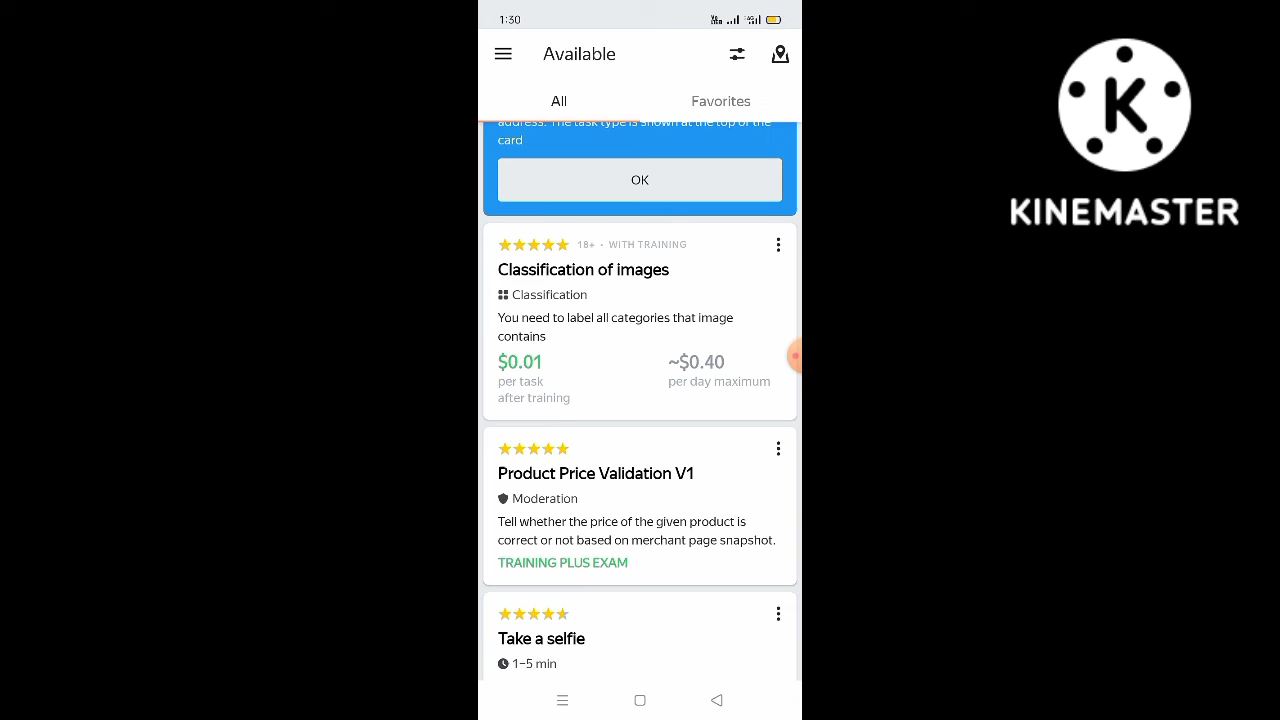 1:30
Available
All
Favorites
address. The task type is shown at the top of the
card
OK
18+ • WITH TRAINING
Classification of images
Classification
You need to label all categories that image
contains
$0.01
~$0.40
per task
per day maximum
after training
Product Price Validation V1
Moderation
Tell whether the price of the given product is
correct or not based on merchant page snapshot.
TRAINING PLUS EXAM
Take a selfie
1–5 min
K
KINEMASTER